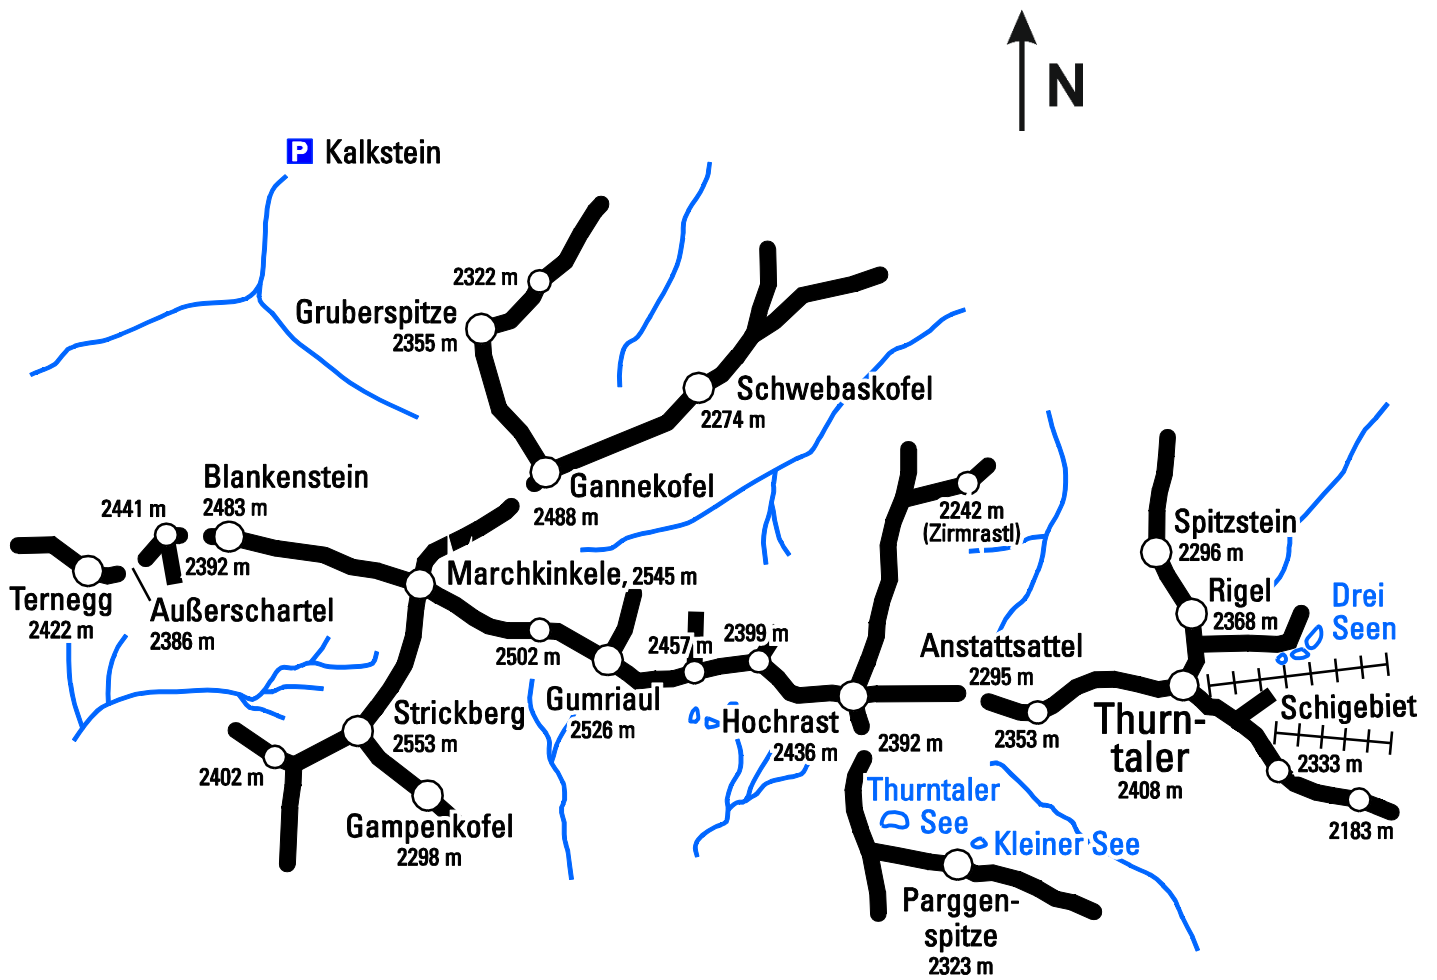 N
P Kalkstein
2322 m
Gruberspitze
2355 m
Schwebaskofel
2274 m
Blankenstein
2483 m
2441 m
2392 m
Gannekofel
2488 m
2242 m
(Zirmrastl)
Spitzstein
2296 m
Rigel
2368 m
Drei
Seen
Marchkinkele, 2545 m
Ternegg
2422 m
Außerschartel
2386 m
2502 m
2457 m
2399 m
Anstattsattel
2295 m
Gumriaul
2526 m
Strickberg
2553 m
Hochrast
2436 m
2392 m
2353 m
Thurn-
taler
2408 m
Schigebiet
2333 m
2183 m
2402 m
Gampenkofel
2298 m
Thurntaler
See
Kleiner See
Parggen-
spitze
2323 m